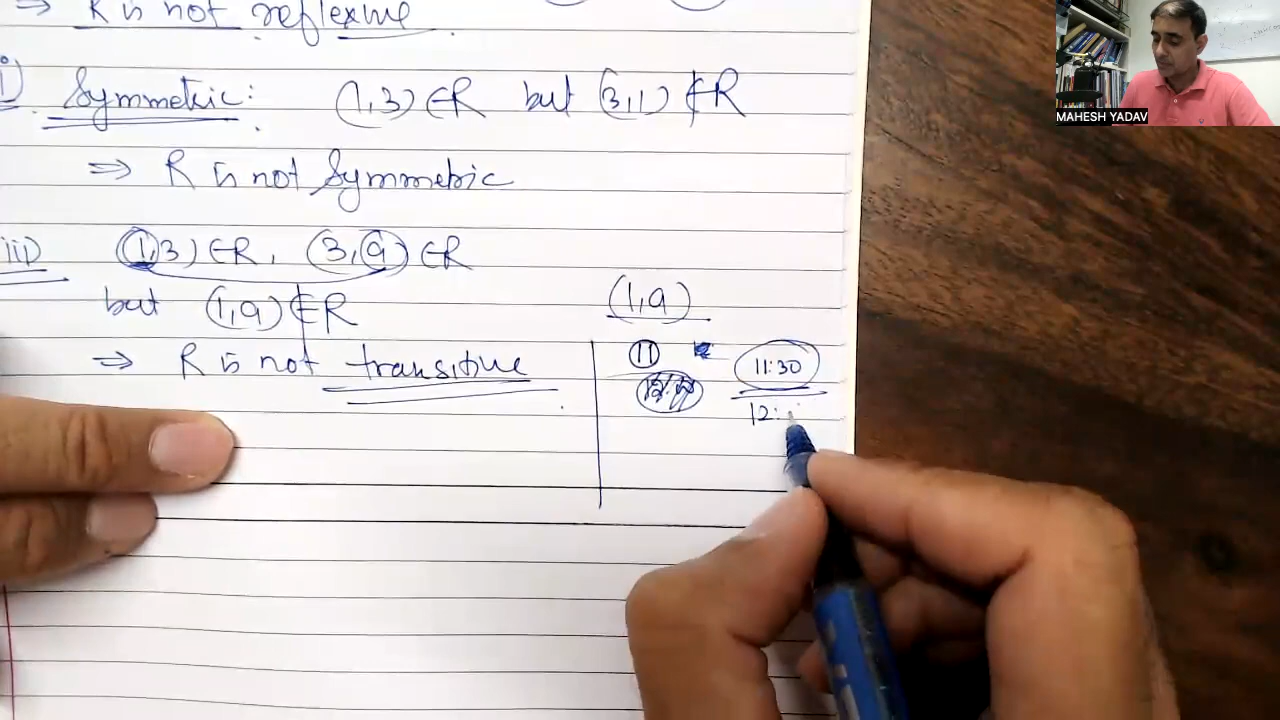 ⇒ R is not reflexive
i) Symmetric: (1,3) ∈ R but (3,1) ∉ R
⇒ R is not Symmetric
iii) (1,3) ∈ R, (3,9) ∈ R
but (1,9) ∉ R
⇒ R is not transitive
(1,9)
11
11:30
12:
MAHESH YADAV